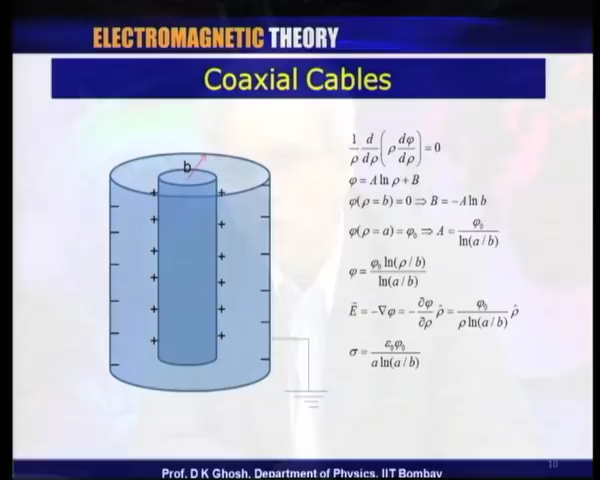 ELECTROMAGNETIC THEORY
Coaxial Cables
b
+ +
+ +
+ +
+ +
+ +
+ +
1/ρ d/dρ (ρ dφ/dρ) = 0
φ = A ln ρ + B
φ(ρ = b) = 0 ⇒ B = −A ln b
φ(ρ = a) = φ₀ ⇒ A = φ₀/ln(a/b)
φ = φ₀ ln(ρ/b)/ln(a/b)
E⃗ = −∇φ = −∂φ/∂ρ ρ̂ = φ₀/ρ ln(a/b) ρ̂
σ = ε₀φ₀/a ln(a/b)
10
Prof. D K Ghosh, Department of Physics, IIT Bombay